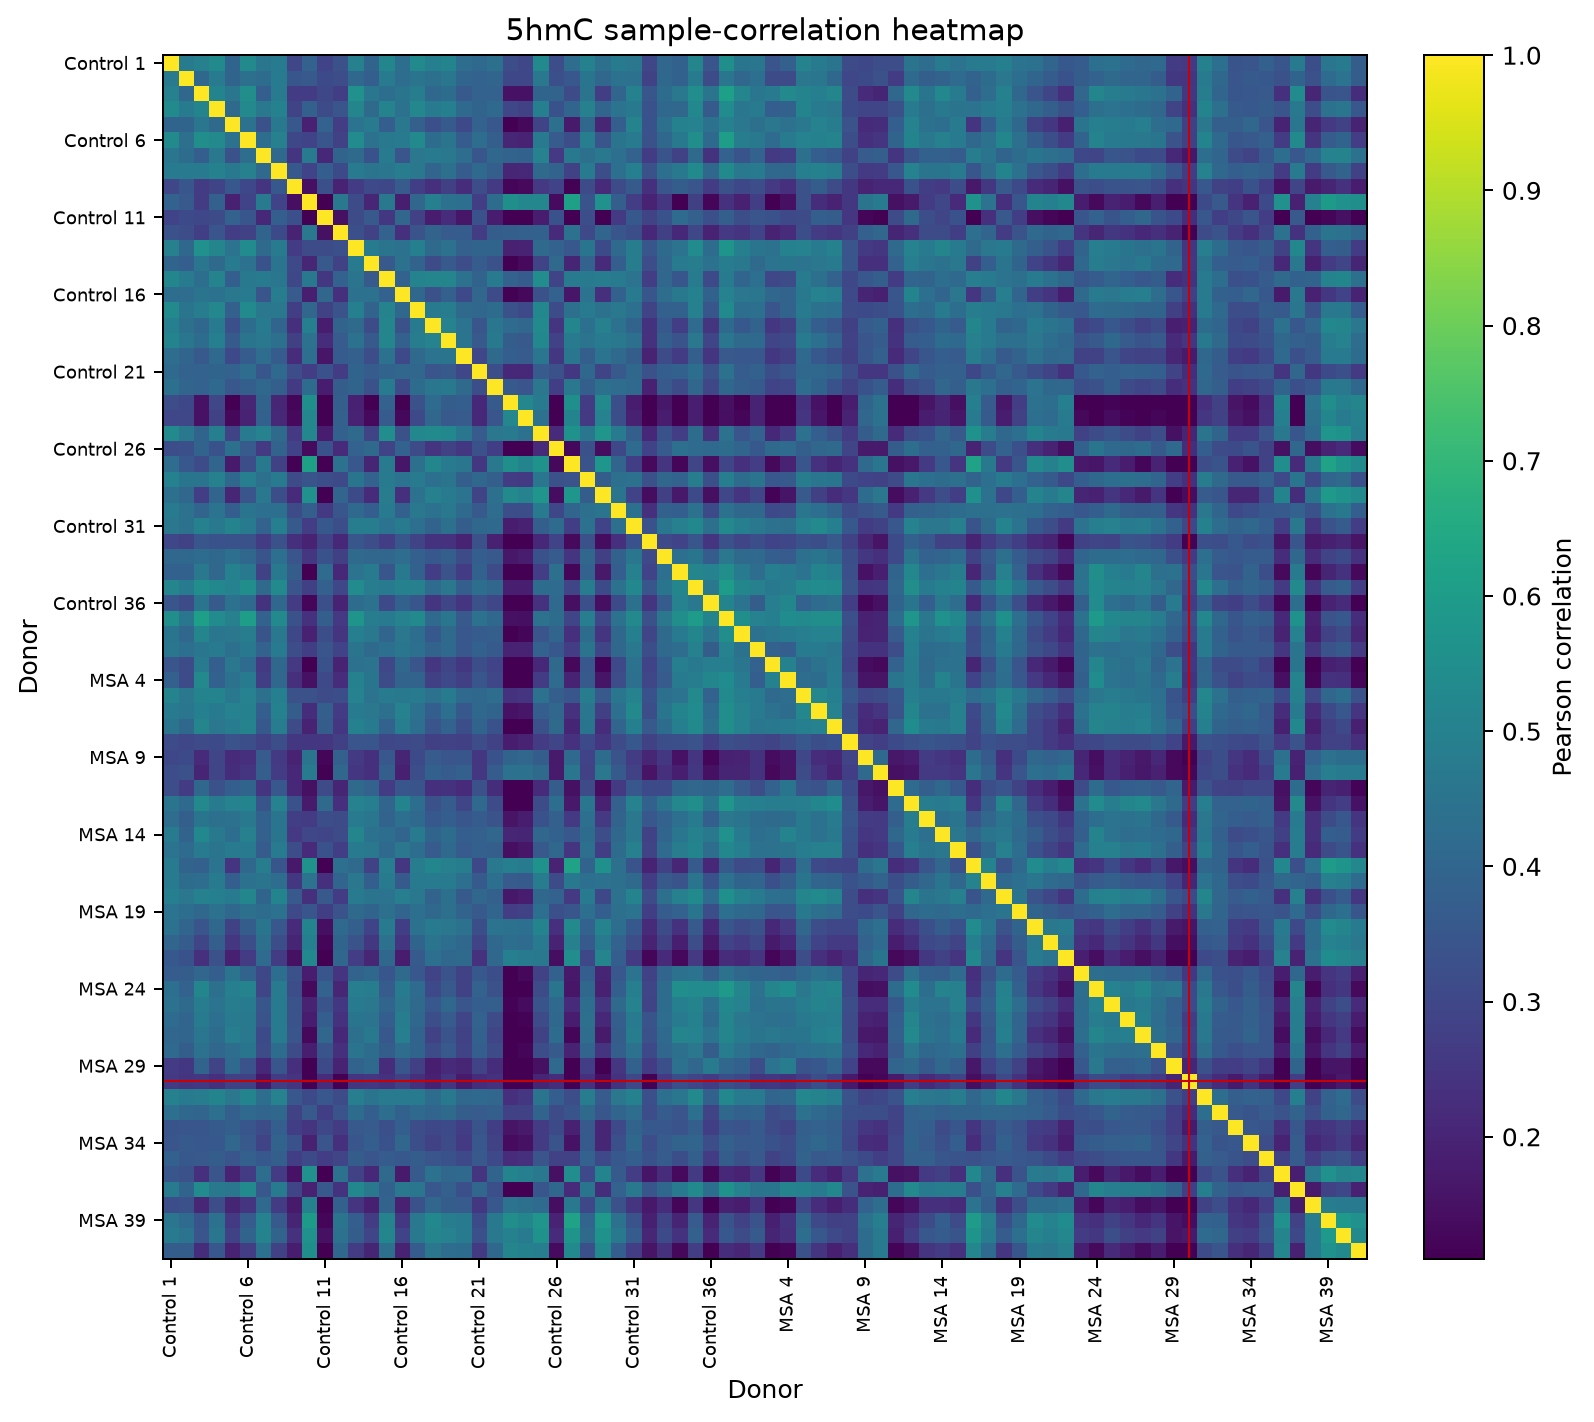 5hmC sample-correlation heatmap
Control 1
Control 6
Control 11
Control 16
Control 21
Control 26
Control 31
Control 36
MSA 4
MSA 9
MSA 14
MSA 19
MSA 24
MSA 29
MSA 34
MSA 39
Donor
Control 1
Control 6
Control 11
Control 16
Control 21
Control 26
Control 31
Control 36
MSA 4
MSA 9
MSA 14
MSA 19
MSA 24
MSA 29
MSA 34
MSA 39
Donor
1.0
0.9
0.8
0.7
0.6
0.5
0.4
0.3
0.2
Pearson correlation